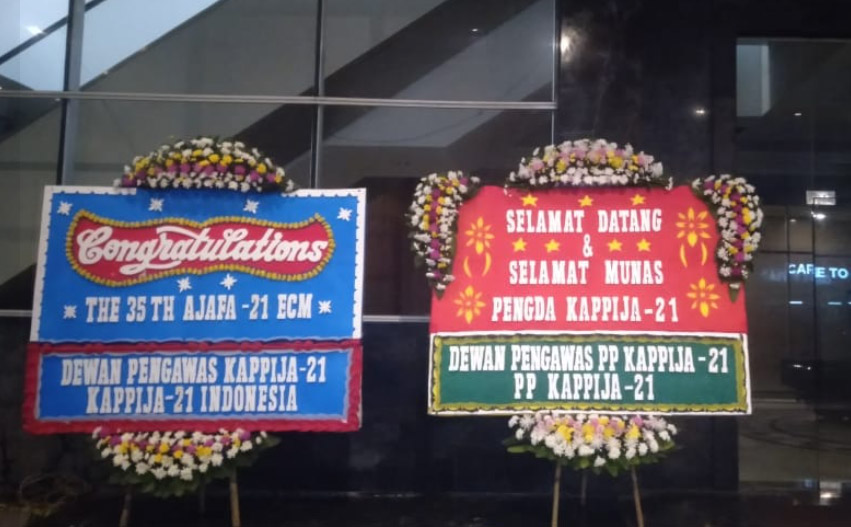 Congratulations
THE 35 TH AJAFA -21 ECM
DEWAN PENGAWAS KAPPIJA-21
KAPPIJA-21 INDONESIA
SELAMAT DATANG
&
SELAMAT MUNAS
PENGDA KAPPIJA-21
DEWAN PENGAWAS PP KAPPIJA-21
PP KAPPIJA-21
TO